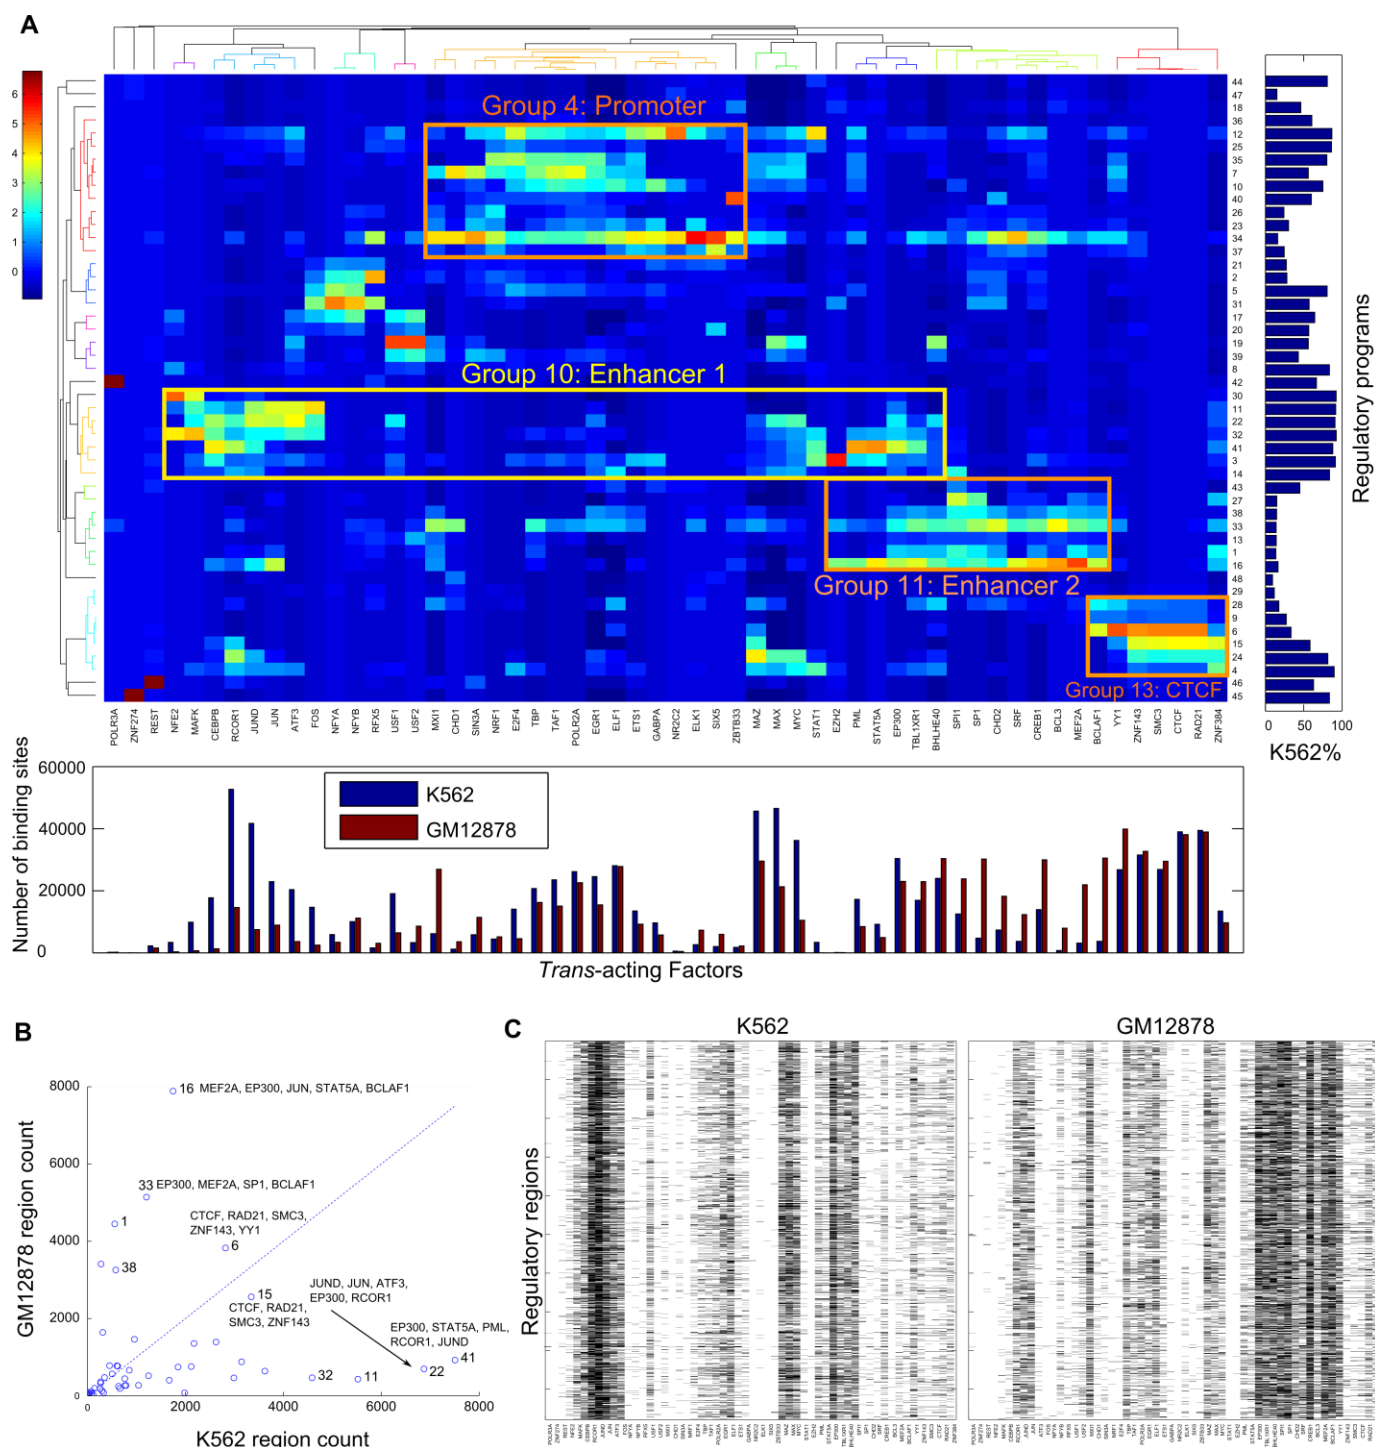 A
Group 4: Promoter
Group 10: Enhancer 1
Group 11: Enhancer 2
Group 13: CTCF
6
5
4
3
2
1
0
44
47
18
36
12
25
35
7
10
40
26
23
34
37
21
2
5
31
17
20
19
39
8
42
30
11
22
32
41
3
14
43
27
38
33
13
1
16
48
29
28
9
6
15
24
4
46
45
Regulatory programs
0 50 100
K562%
POLR3A
ZNF274
REST
NFE2
MAFK
CEBPB
RCOR1
JUND
JUN
ATF3
FOS
NFYA
NFYB
RFX5
USF1
USF2
MXI1
CHD1
SIN3A
NRF1
E2F4
TBP
TAF1
POLR2A
EGR1
ELF1
ETS1
GABPA
NR2C2
ELK1
SIX5
ZBTB33
MAZ
MAX
MYC
STAT1
EZH2
PML
STAT5A
EP300
TBL1XR1
BHLHE40
SPI1
SP1
CHD2
SRF
CREB1
BCL3
MEF2A
BCLAF1
YY1
ZNF143
SMC3
CTCF
RAD21
ZNF384
60000
40000
20000
0
Number of binding sites
K562
GM12878
Trans-acting Factors
B
8000
6000
4000
2000
0
GM12878 region count
16 MEF2A, EP300, JUN, STAT5A, BCLAF1
33 EP300, MEF2A, SP1, BCLAF1
1
CTCF, RAD21, SMC3,
ZNF143, YY1
6
38
15
CTCF, RAD21,
SMC3, ZNF143
JUND, JUN, ATF3,
EP300, RCOR1
EP300, STAT5A, PML,
RCOR1, JUND
41
32
11
22
0 2000 4000 6000 8000
K562 region count
C
K562
GM12878
Regulatory regions